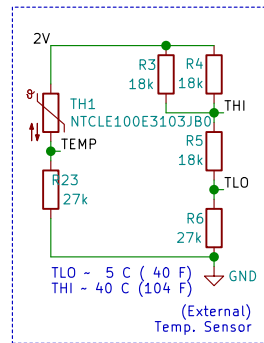 2V
R3
18k
R4
18k
ϑ
TH1
NTCLE100E3103JB0
THI
TEMP
R5
18k
R23
27k
TLO
R6
27k
TLO ~ 5 C ( 40 F)
THI ~ 40 C (104 F)
GND
(External)
Temp. Sensor